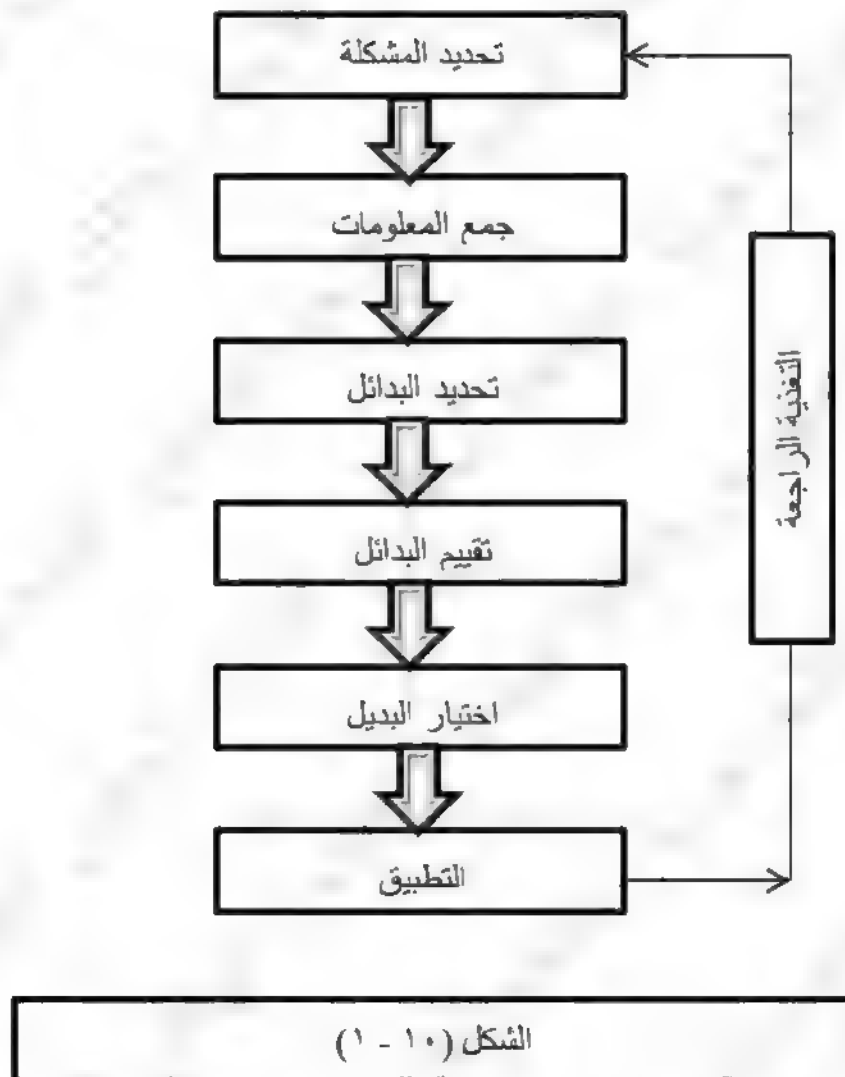 تحديد المشكلة
جمع المعلومات
تحديد البدائل
تقييم البدائل
اختيار البديل
التطبيق
التغذية الراجعة
الشكل (١٠ - ١)